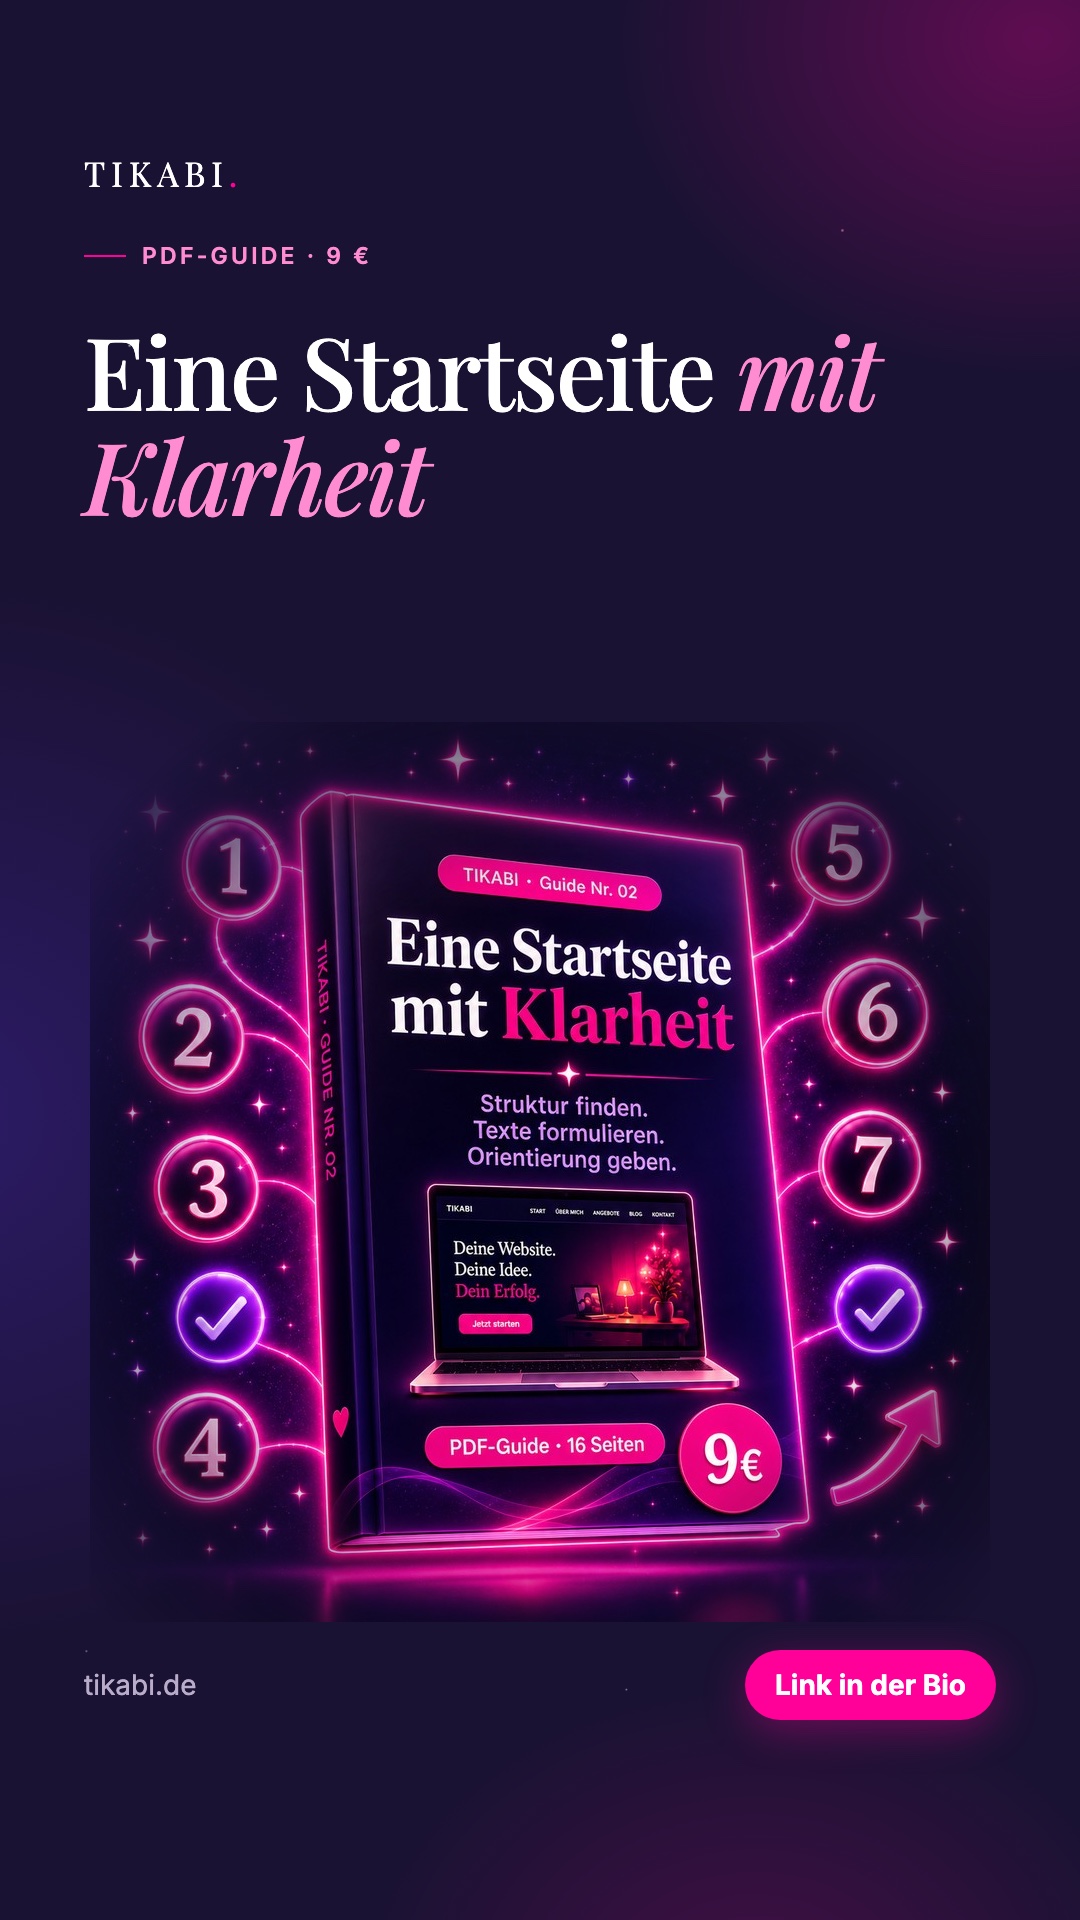 TIKABI.
PDF-GUIDE · 9 €
Eine Startseite mit
Klarheit
1
5
TIKABI · Guide Nr. 02
Eine Startseite
mit Klarheit
TIKABI · GUIDE NR. 02
2
6
Struktur finden.
Texte formulieren.
Orientierung geben.
3
7
TIKABI START ÜBER MICH ANGEBOTE BLOG KONTAKT
Deine Website.
Deine Idee.
Dein Erfolg.
Jetzt starten
4
PDF-Guide · 16 Seiten
9€
tikabi.de
Link in der Bio